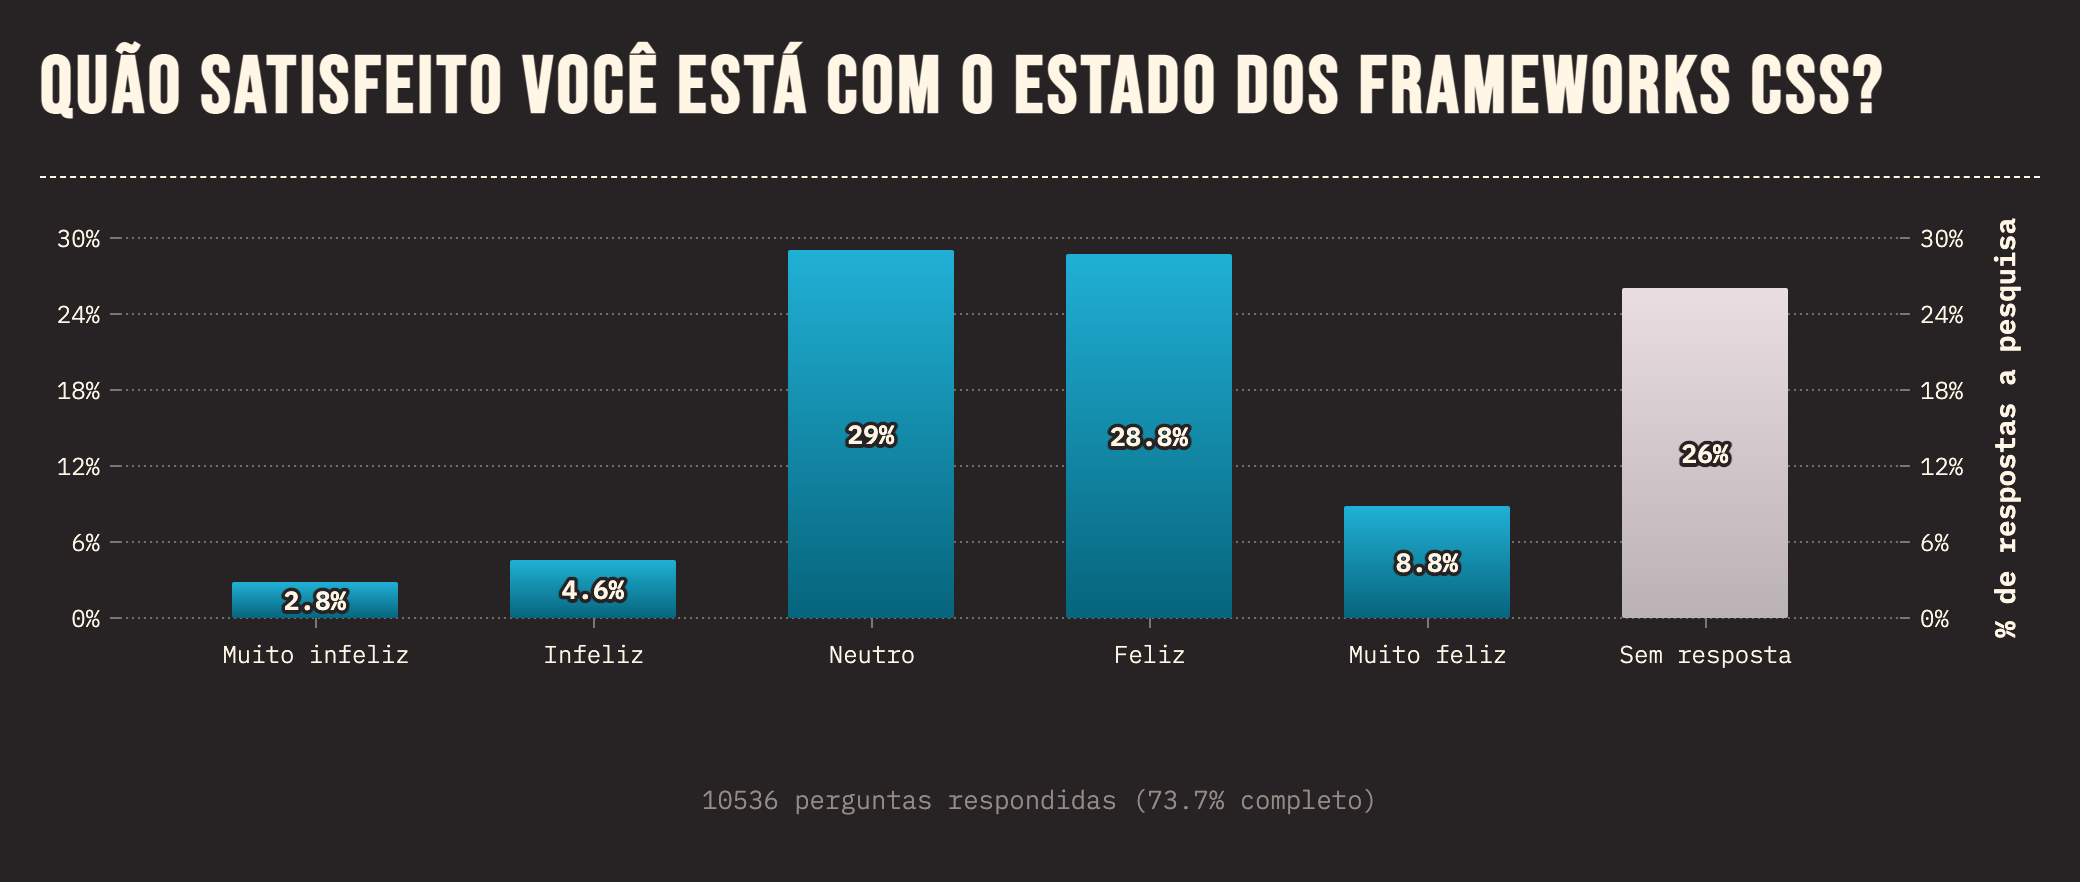 QUÃO SATISFEITO VOCÊ ESTÁ COM O ESTADO DOS FRAMEWORKS CSS?
30%
24%
18%
12%
6%
0%
2.8%
4.6%
29%
28.8%
8.8%
26%
30%
24%
18%
12%
6%
0%
% de respostas a pesquisa
Muito infeliz
Infeliz
Neutro
Feliz
Muito feliz
Sem resposta
10536 perguntas respondidas (73.7% completo)